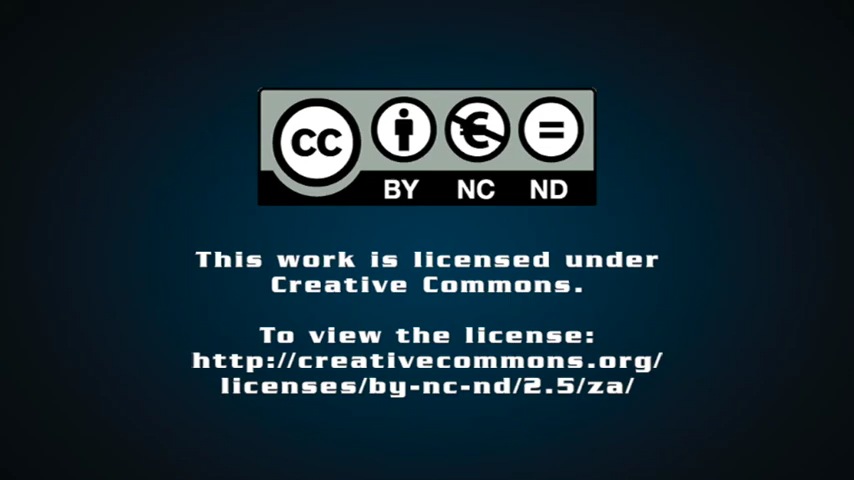 CC
BY NC ND
This work is licensed under
Creative Commons.
To view the license:
http://creativecommons.org/
licenses/by-nc-nd/2.5/za/